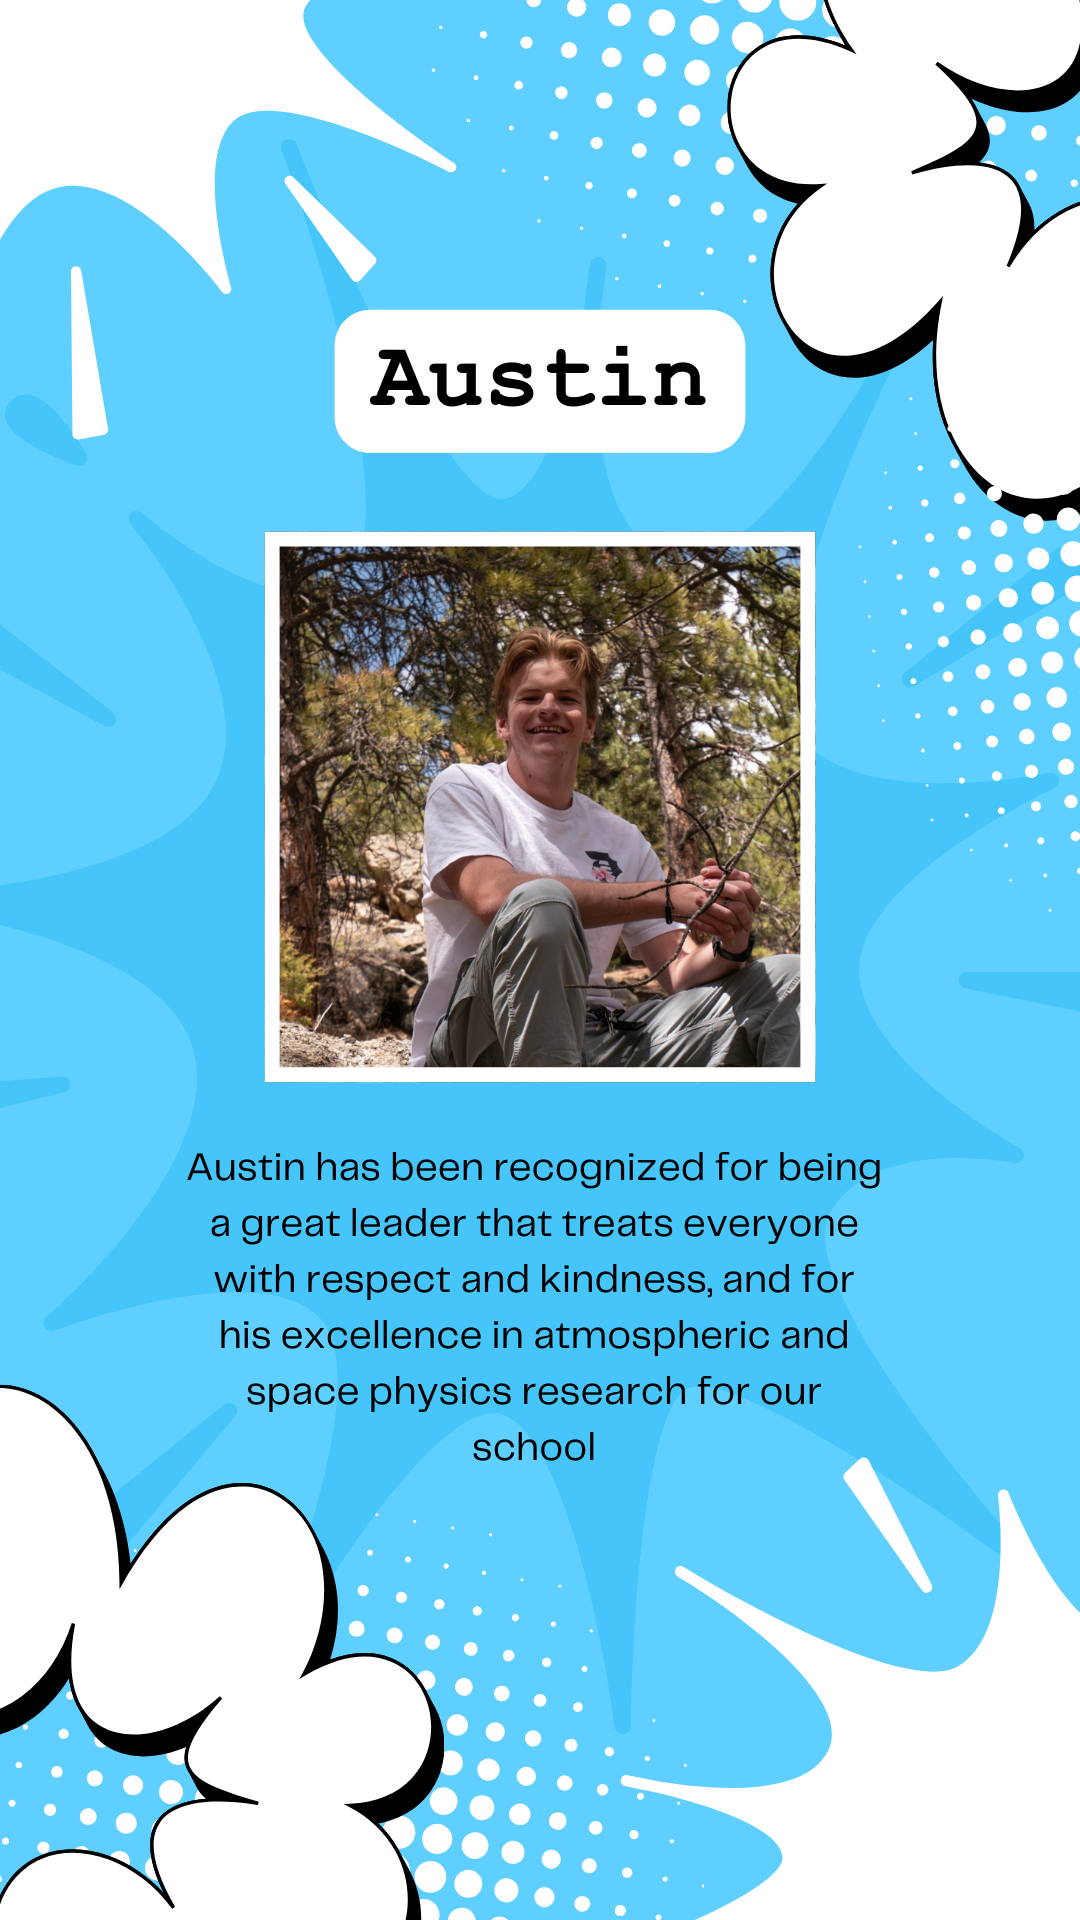 Austin
Austin has been recognized for being
a great leader that treats everyone
with respect and kindness, and for
his excellence in atmospheric and
space physics research for our
school